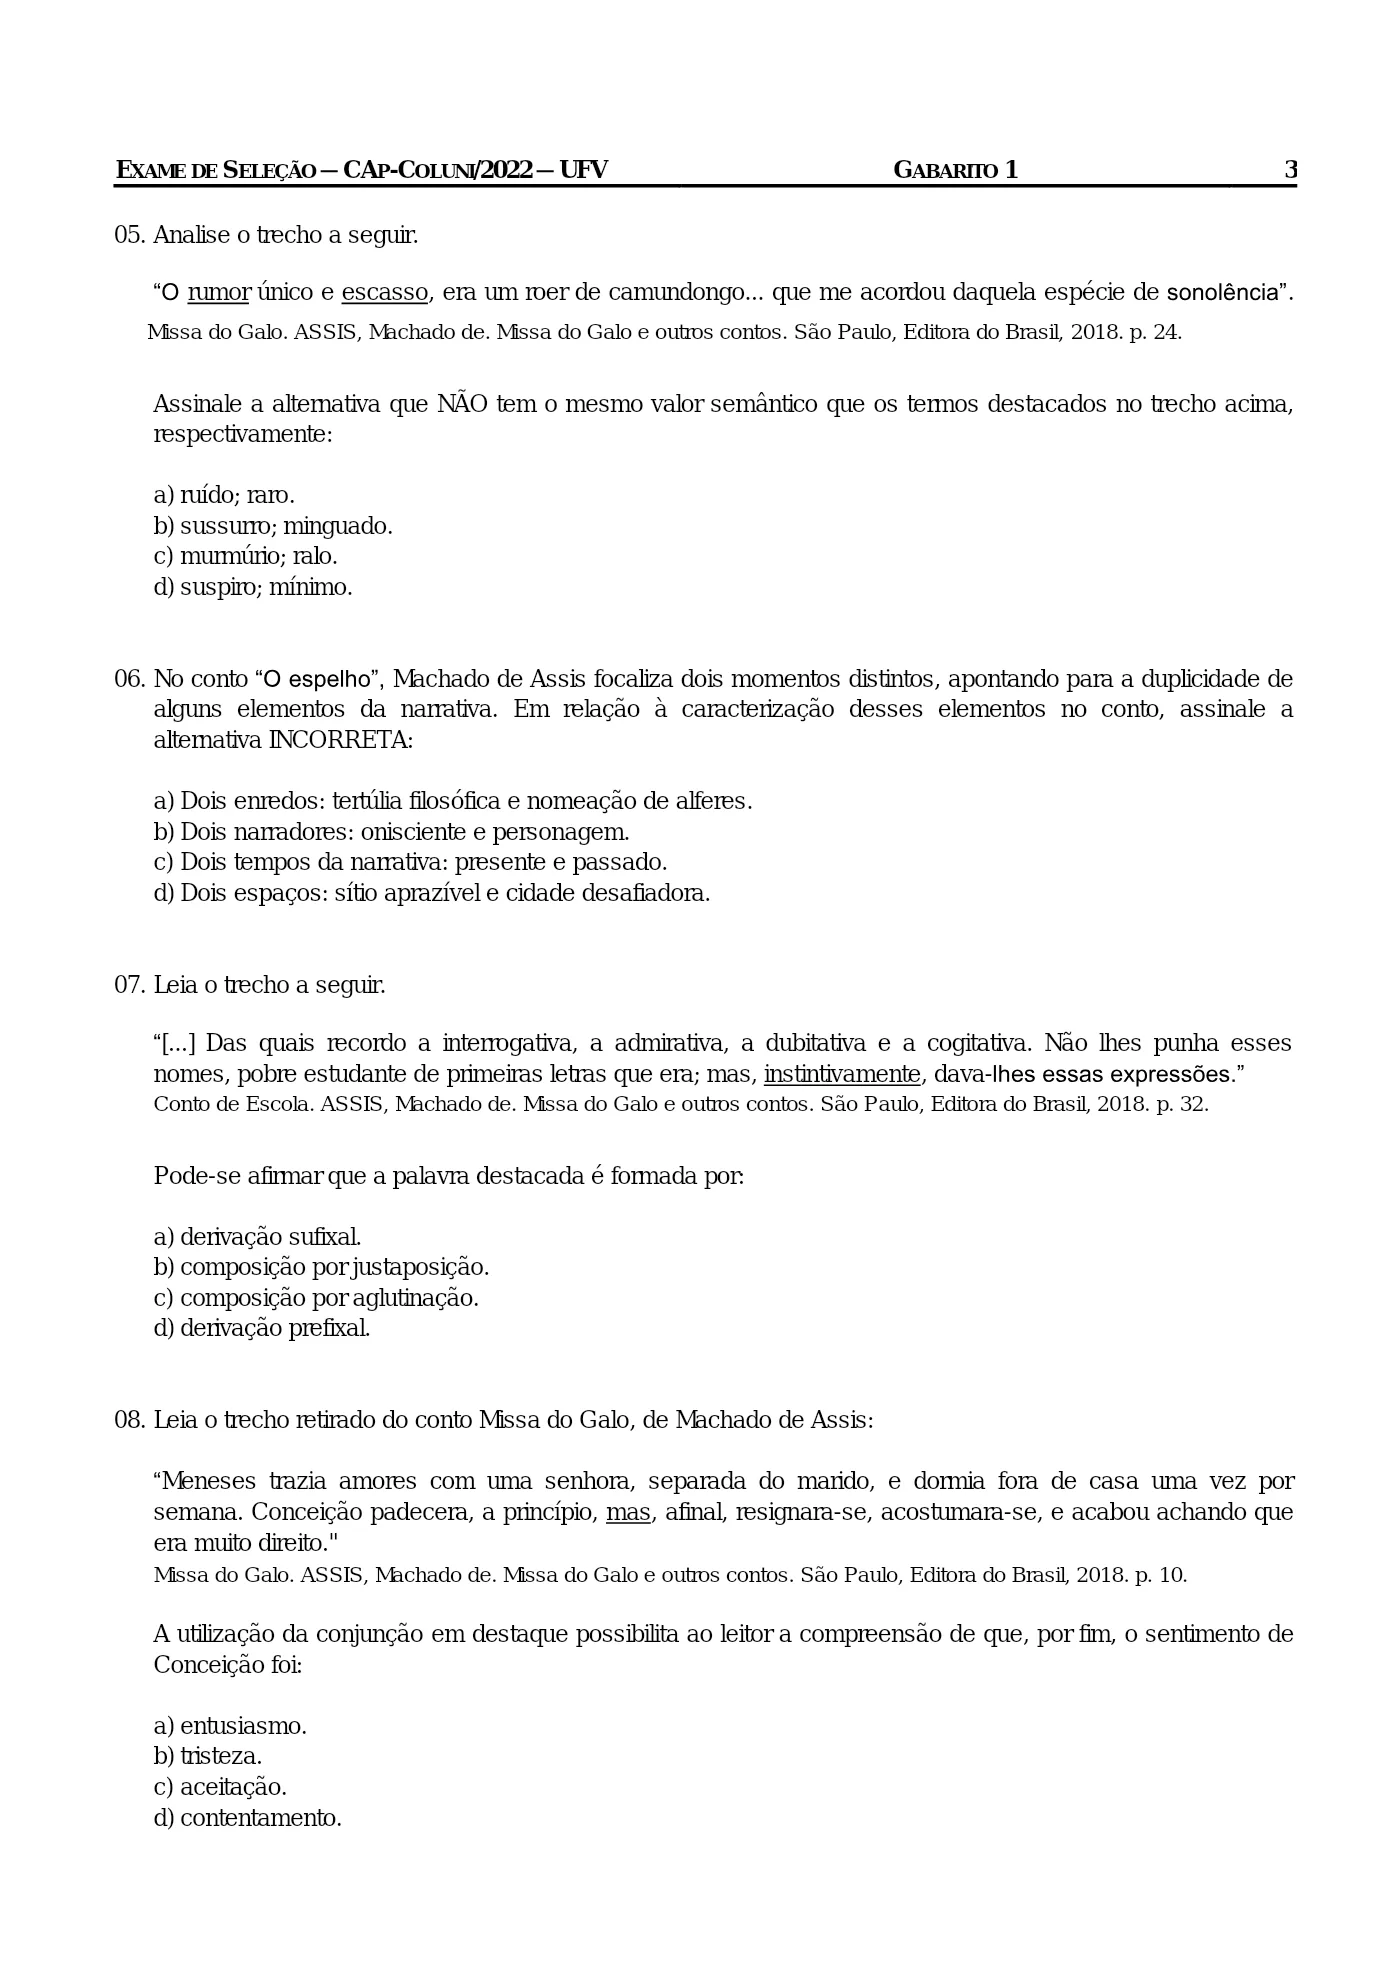 EXAME DE SELEÇÃO — CAP-COLUNI/2022 — UFV GABARITO 1 3
05. Analise o trecho a seguir.
“O rumor único e escasso, era um roer de camundongo... que me acordou daquela espécie de sonolência”.
Missa do Galo. ASSIS, Machado de. Missa do Galo e outros contos. São Paulo, Editora do Brasil, 2018. p. 24.
Assinale a alternativa que NÃO tem o mesmo valor semântico que os termos destacados no trecho acima,
respectivamente:
a) ruído; raro.
b) sussurro; minguado.
c) murmúrio; ralo.
d) suspiro; mínimo.
06. No conto “O espelho”, Machado de Assis focaliza dois momentos distintos, apontando para a duplicidade de
alguns elementos da narrativa. Em relação à caracterização desses elementos no conto, assinale a
alternativa INCORRETA:
a) Dois enredos: tertúlia filosófica e nomeação de alferes.
b) Dois narradores: onisciente e personagem.
c) Dois tempos da narrativa: presente e passado.
d) Dois espaços: sítio aprazível e cidade desafiadora.
07. Leia o trecho a seguir.
“[...] Das quais recordo a interrogativa, a admirativa, a dubitativa e a cogitativa. Não lhes punha esses
nomes, pobre estudante de primeiras letras que era; mas, instintivamente, dava-lhes essas expressões.”
Conto de Escola. ASSIS, Machado de. Missa do Galo e outros contos. São Paulo, Editora do Brasil, 2018. p. 32.
Pode-se afirmar que a palavra destacada é formada por:
a) derivação sufixal.
b) composição por justaposição.
c) composição por aglutinação.
d) derivação prefixal.
08. Leia o trecho retirado do conto Missa do Galo, de Machado de Assis:
“Meneses trazia amores com uma senhora, separada do marido, e dormia fora de casa uma vez por
semana. Conceição padecera, a princípio, mas, afinal, resignara-se, acostumara-se, e acabou achando que
era muito direito."
Missa do Galo. ASSIS, Machado de. Missa do Galo e outros contos. São Paulo, Editora do Brasil, 2018. p. 10.
A utilização da conjunção em destaque possibilita ao leitor a compreensão de que, por fim, o sentimento de
Conceição foi:
a) entusiasmo.
b) tristeza.
c) aceitação.
d) contentamento.